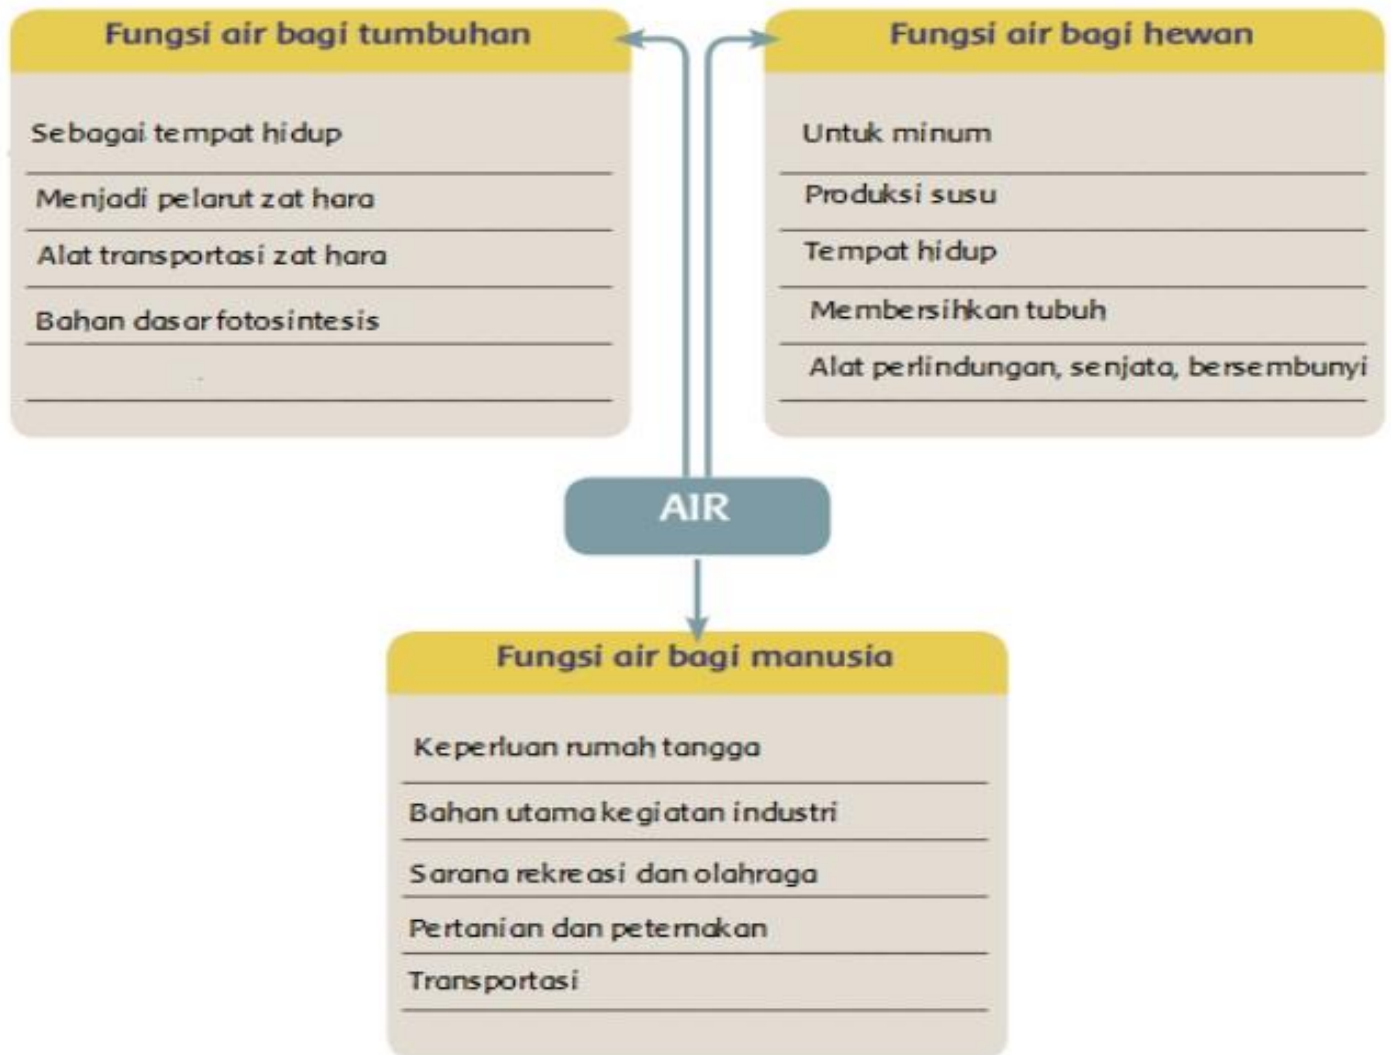 Fungsi air bagi tumbuhan
Sebagai tempat hidup
Menjadi pelarut zat hara
Alat transportasi zat hara
Bahan dasar fotosintesis
Fungsi air bagi hewan
Untuk minum
Produksi susu
Tempat hidup
Membersihkan tubuh
Alat perlindungan, senjata, bersembunyi
AIR
Fungsi air bagi manusia
Keperluan rumah tangga
Bahan utama kegiatan industri
Sarana rekreasi dan olahraga
Pertanian dan peternakan
Transportasi